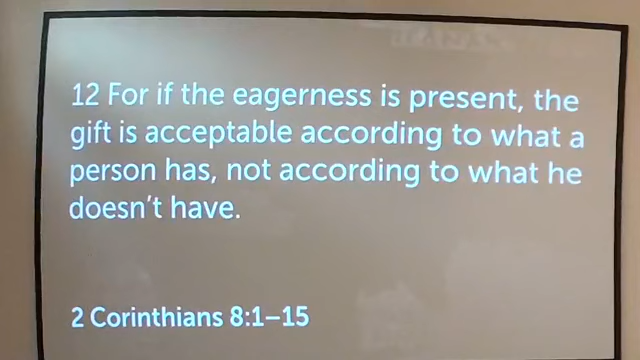 12 For if the eagerness is present, the
gift is acceptable according to what a
person has, not according to what he
doesn't have.
2 Corinthians 8:1–15